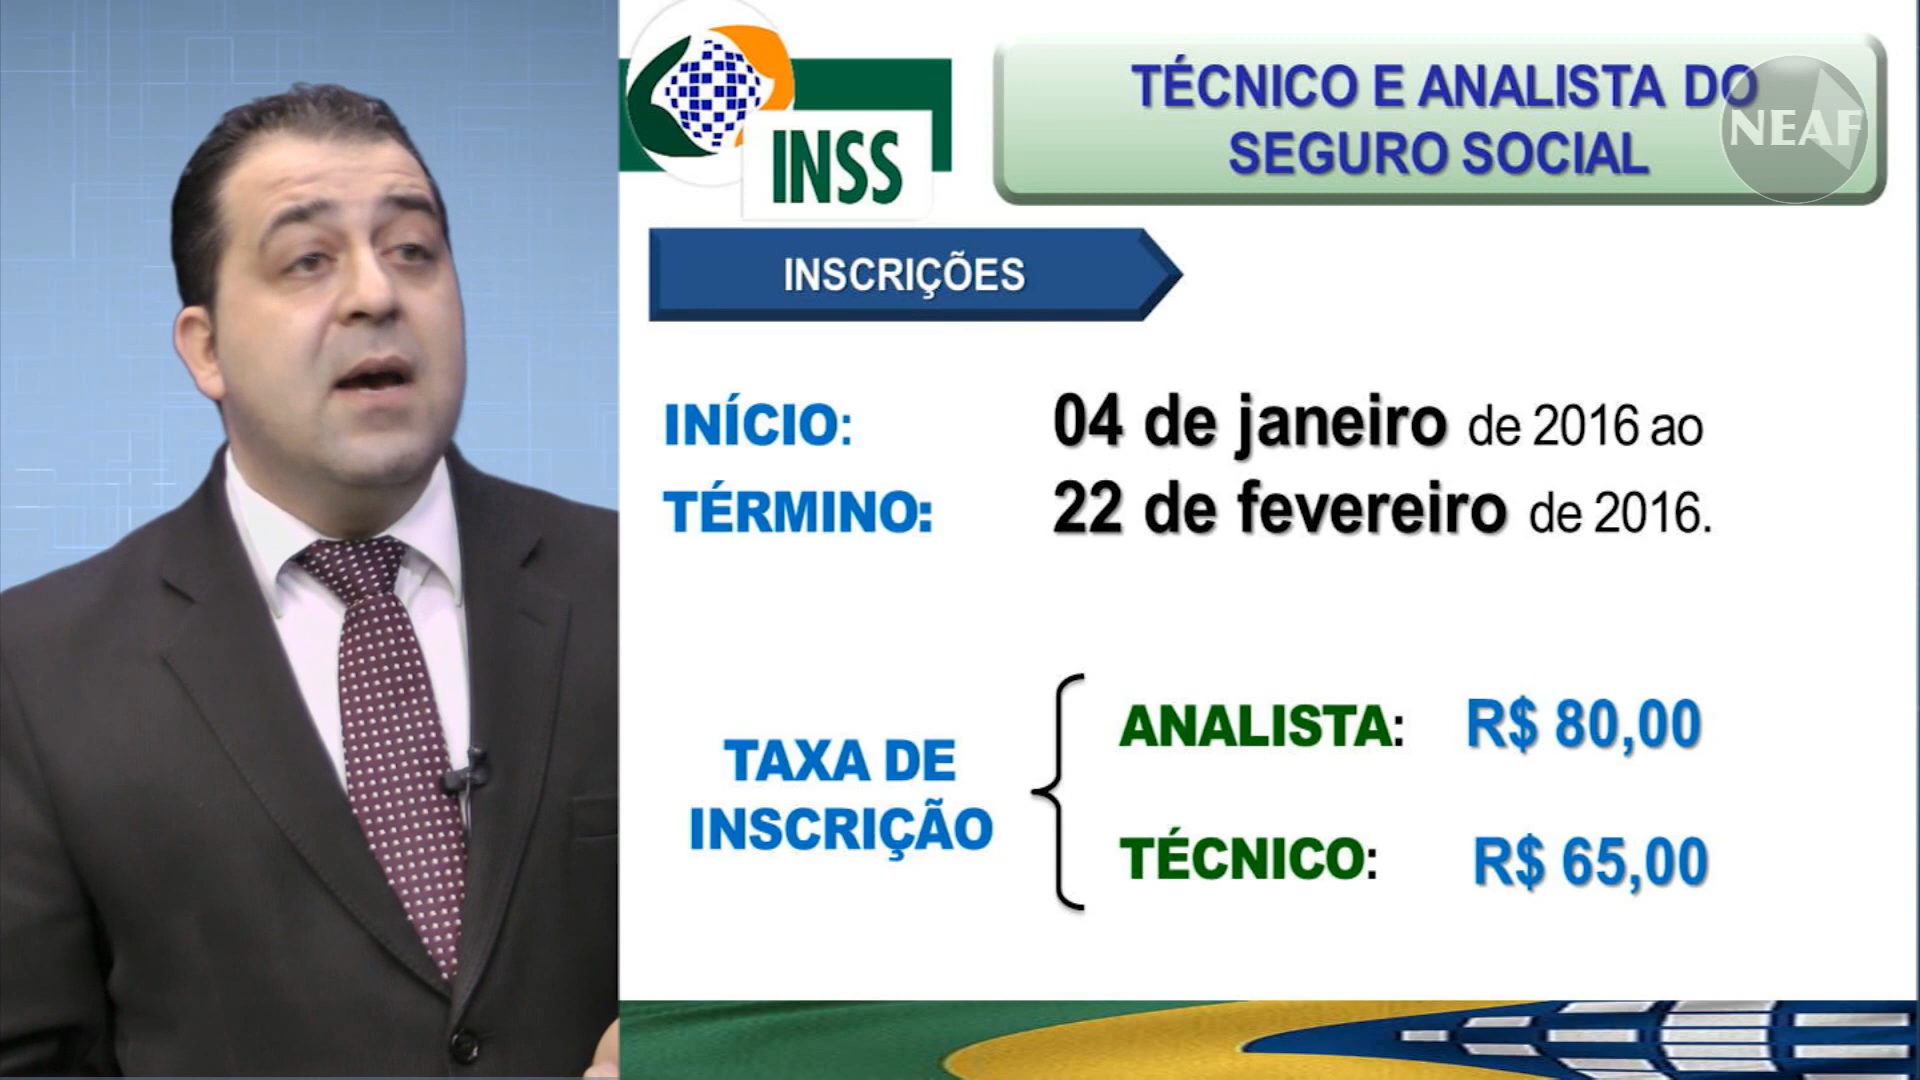 INSS
TÉCNICO E ANALISTA DO
SEGURO SOCIAL
NEAF
INSCRIÇÕES
INÍCIO: 04 de janeiro de 2016 ao
TÉRMINO: 22 de fevereiro de 2016.
TAXA DE
INSCRIÇÃO
ANALISTA: R$ 80,00
TÉCNICO: R$ 65,00